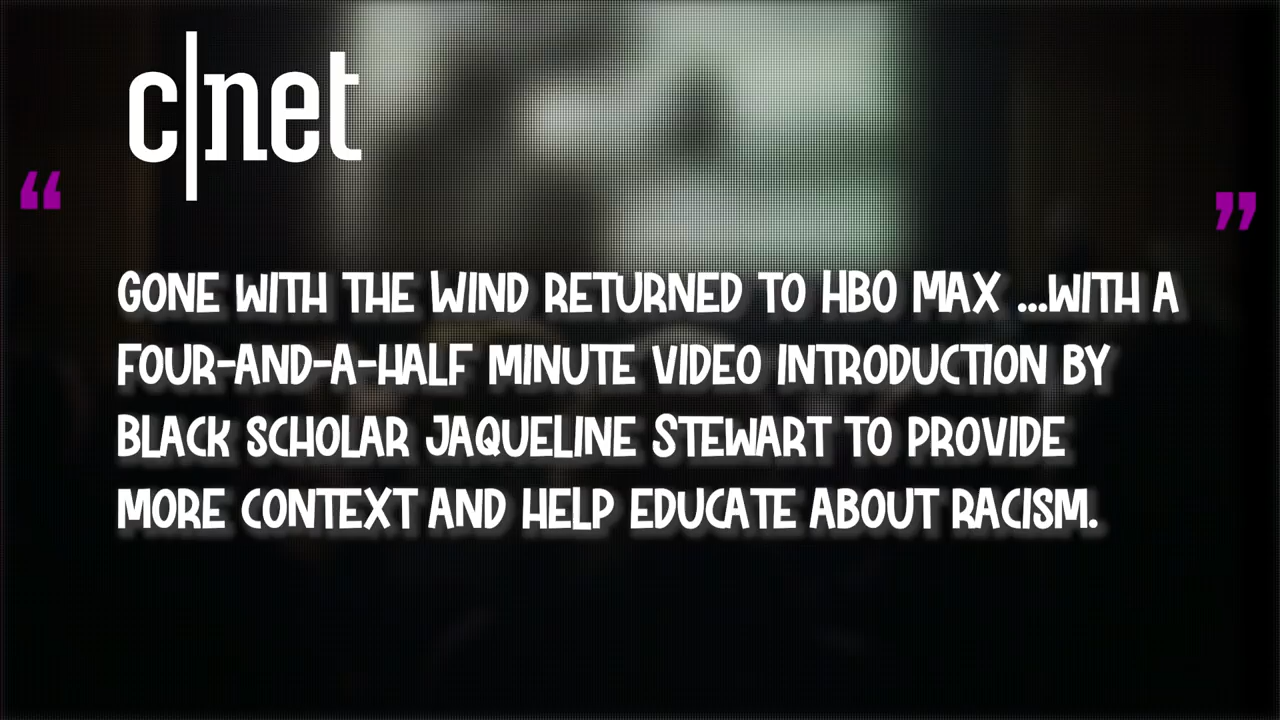 c|net
“ ”
GONE WITH THE WIND RETURNED TO HBO MAX ...WITH A
FOUR-AND-A-HALF MINUTE VIDEO INTRODUCTION BY
BLACK SCHOLAR JAQUELINE STEWART TO PROVIDE
MORE CONTEXT AND HELP EDUCATE ABOUT RACISM.